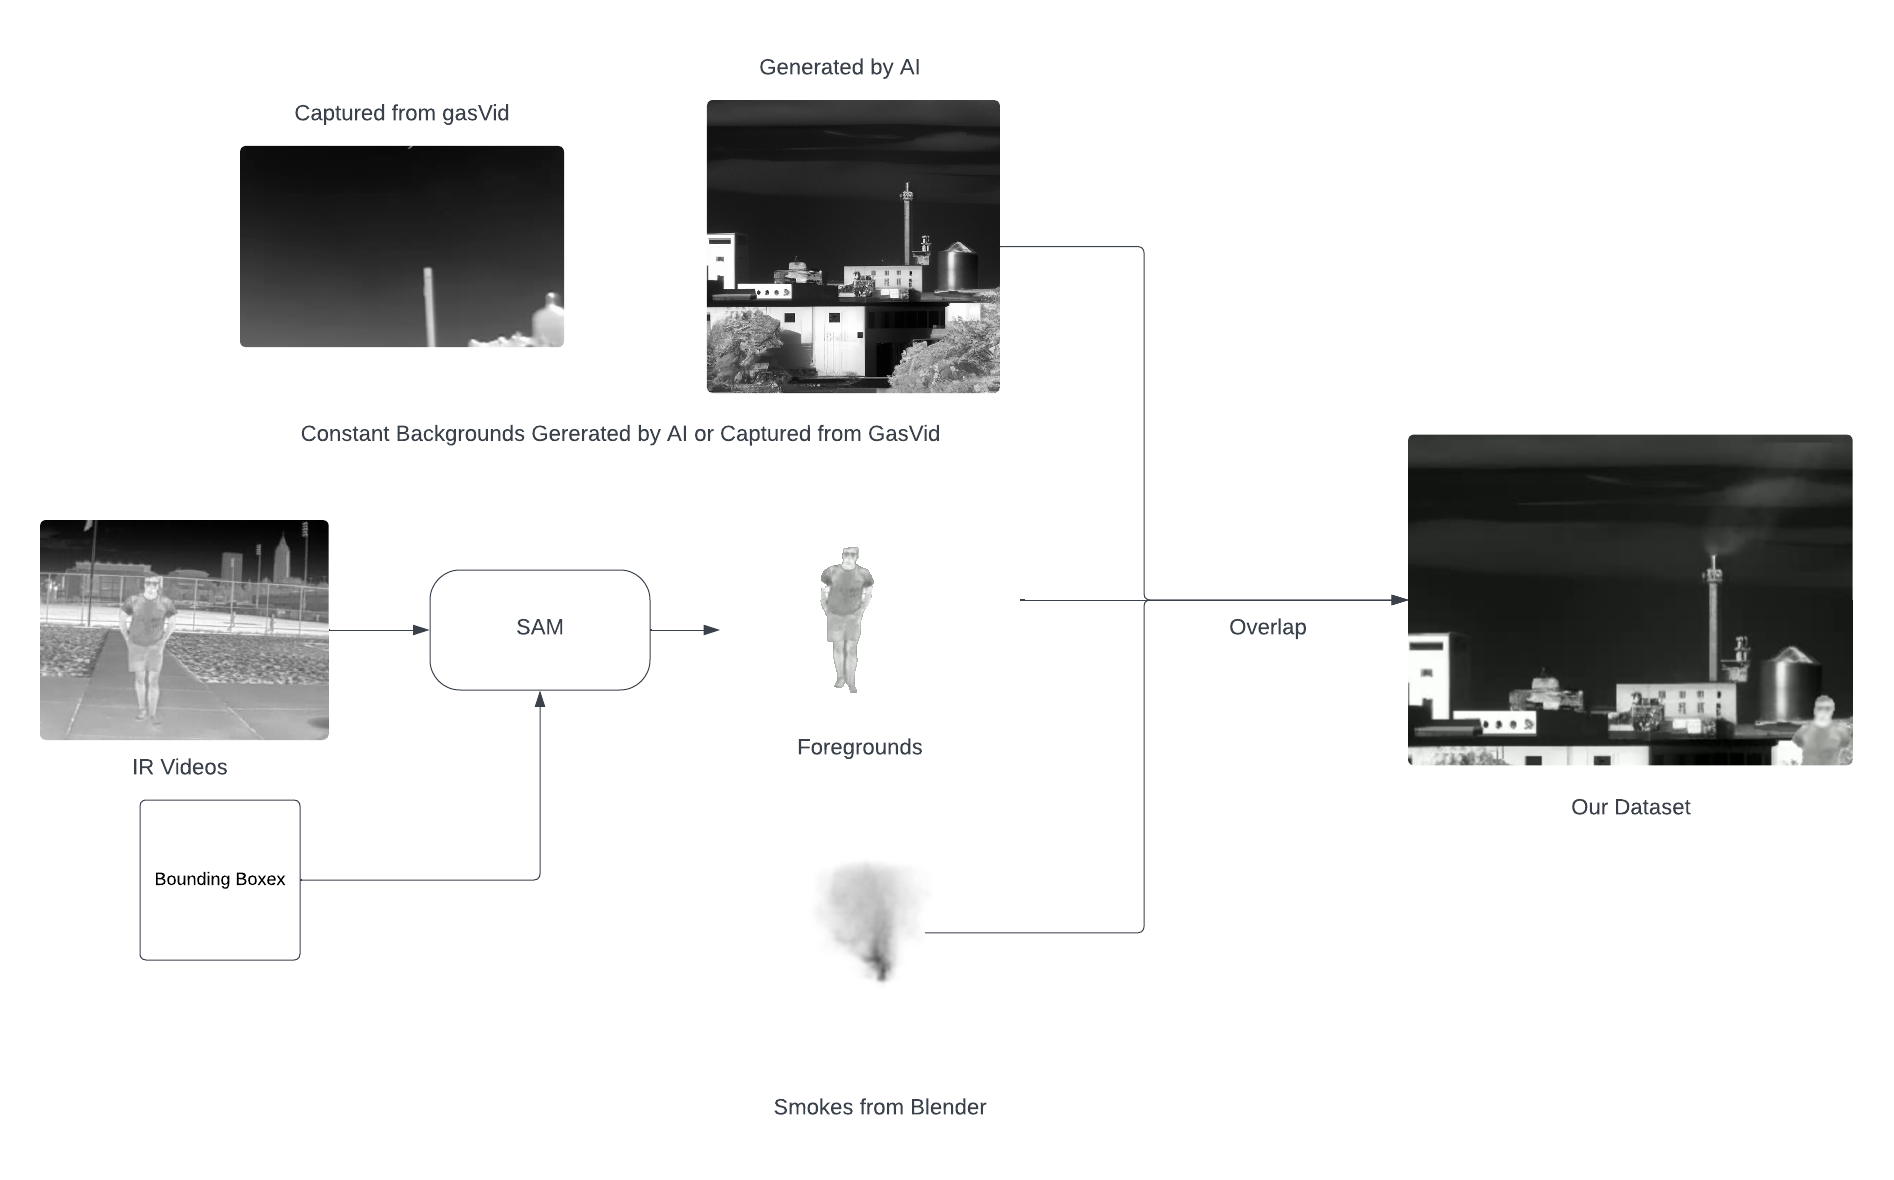 Generated by AI
Captured from gasVid
Constant Backgrounds Gererated by AI or Captured from GasVid
SAM
Overlap
Foregrounds
IR Videos
Our Dataset
Bounding Boxex
Smokes from Blender